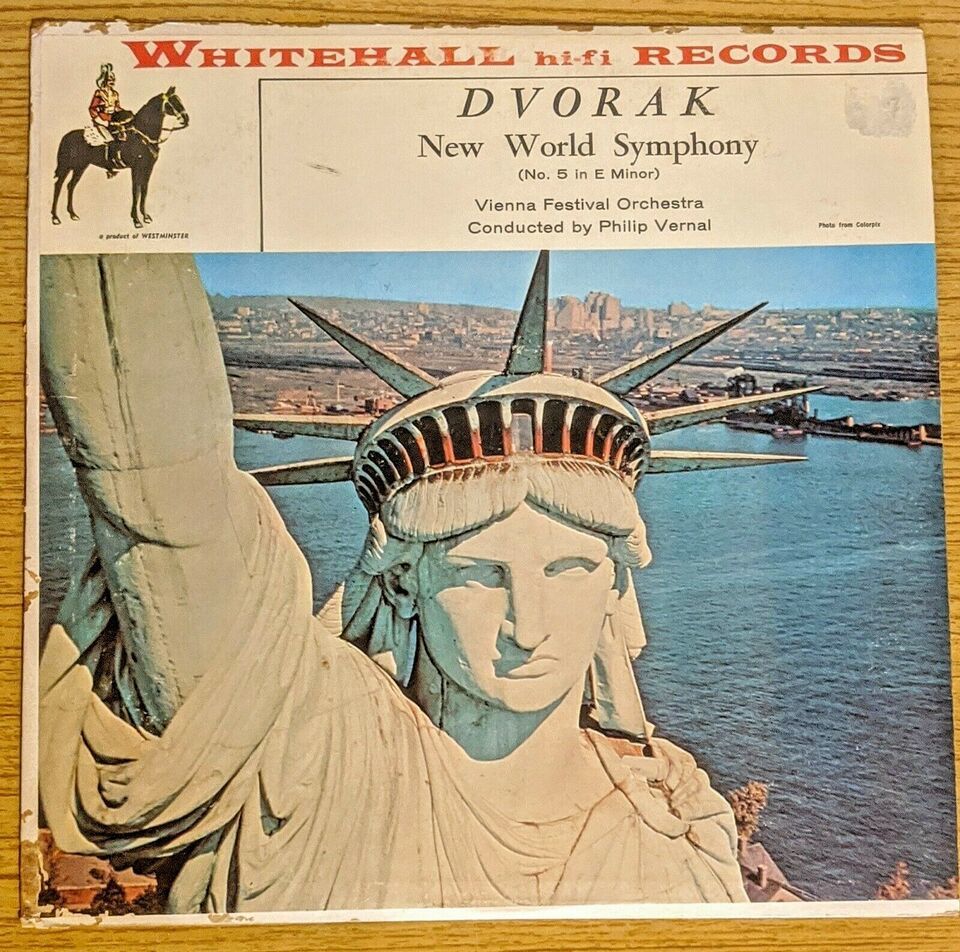 WHITEHALL hi-fi RECORDS
DVORAK
New World Symphony
(No. 5 in E Minor)
Vienna Festival Orchestra
Conducted by Philip Vernal
a product of WESTMINSTER
Photo from Colorpix